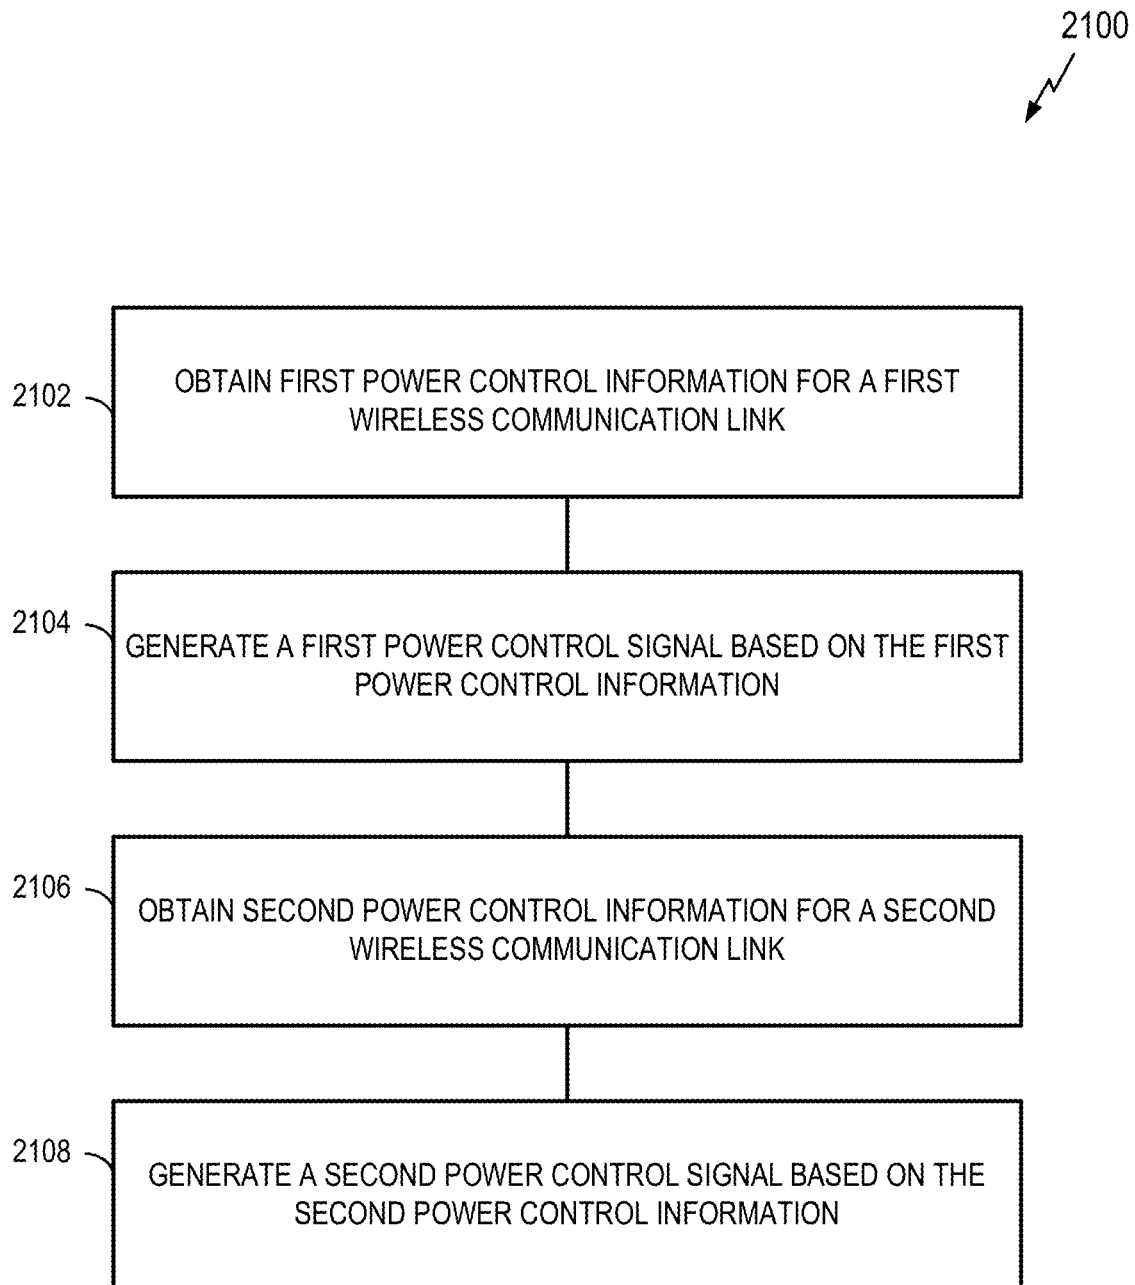 2100
2102
OBTAIN FIRST POWER CONTROL INFORMATION FOR A FIRST
WIRELESS COMMUNICATION LINK
2104
GENERATE A FIRST POWER CONTROL SIGNAL BASED ON THE FIRST
POWER CONTROL INFORMATION
2106
OBTAIN SECOND POWER CONTROL INFORMATION FOR A SECOND
WIRELESS COMMUNICATION LINK
2108
GENERATE A SECOND POWER CONTROL SIGNAL BASED ON THE
SECOND POWER CONTROL INFORMATION